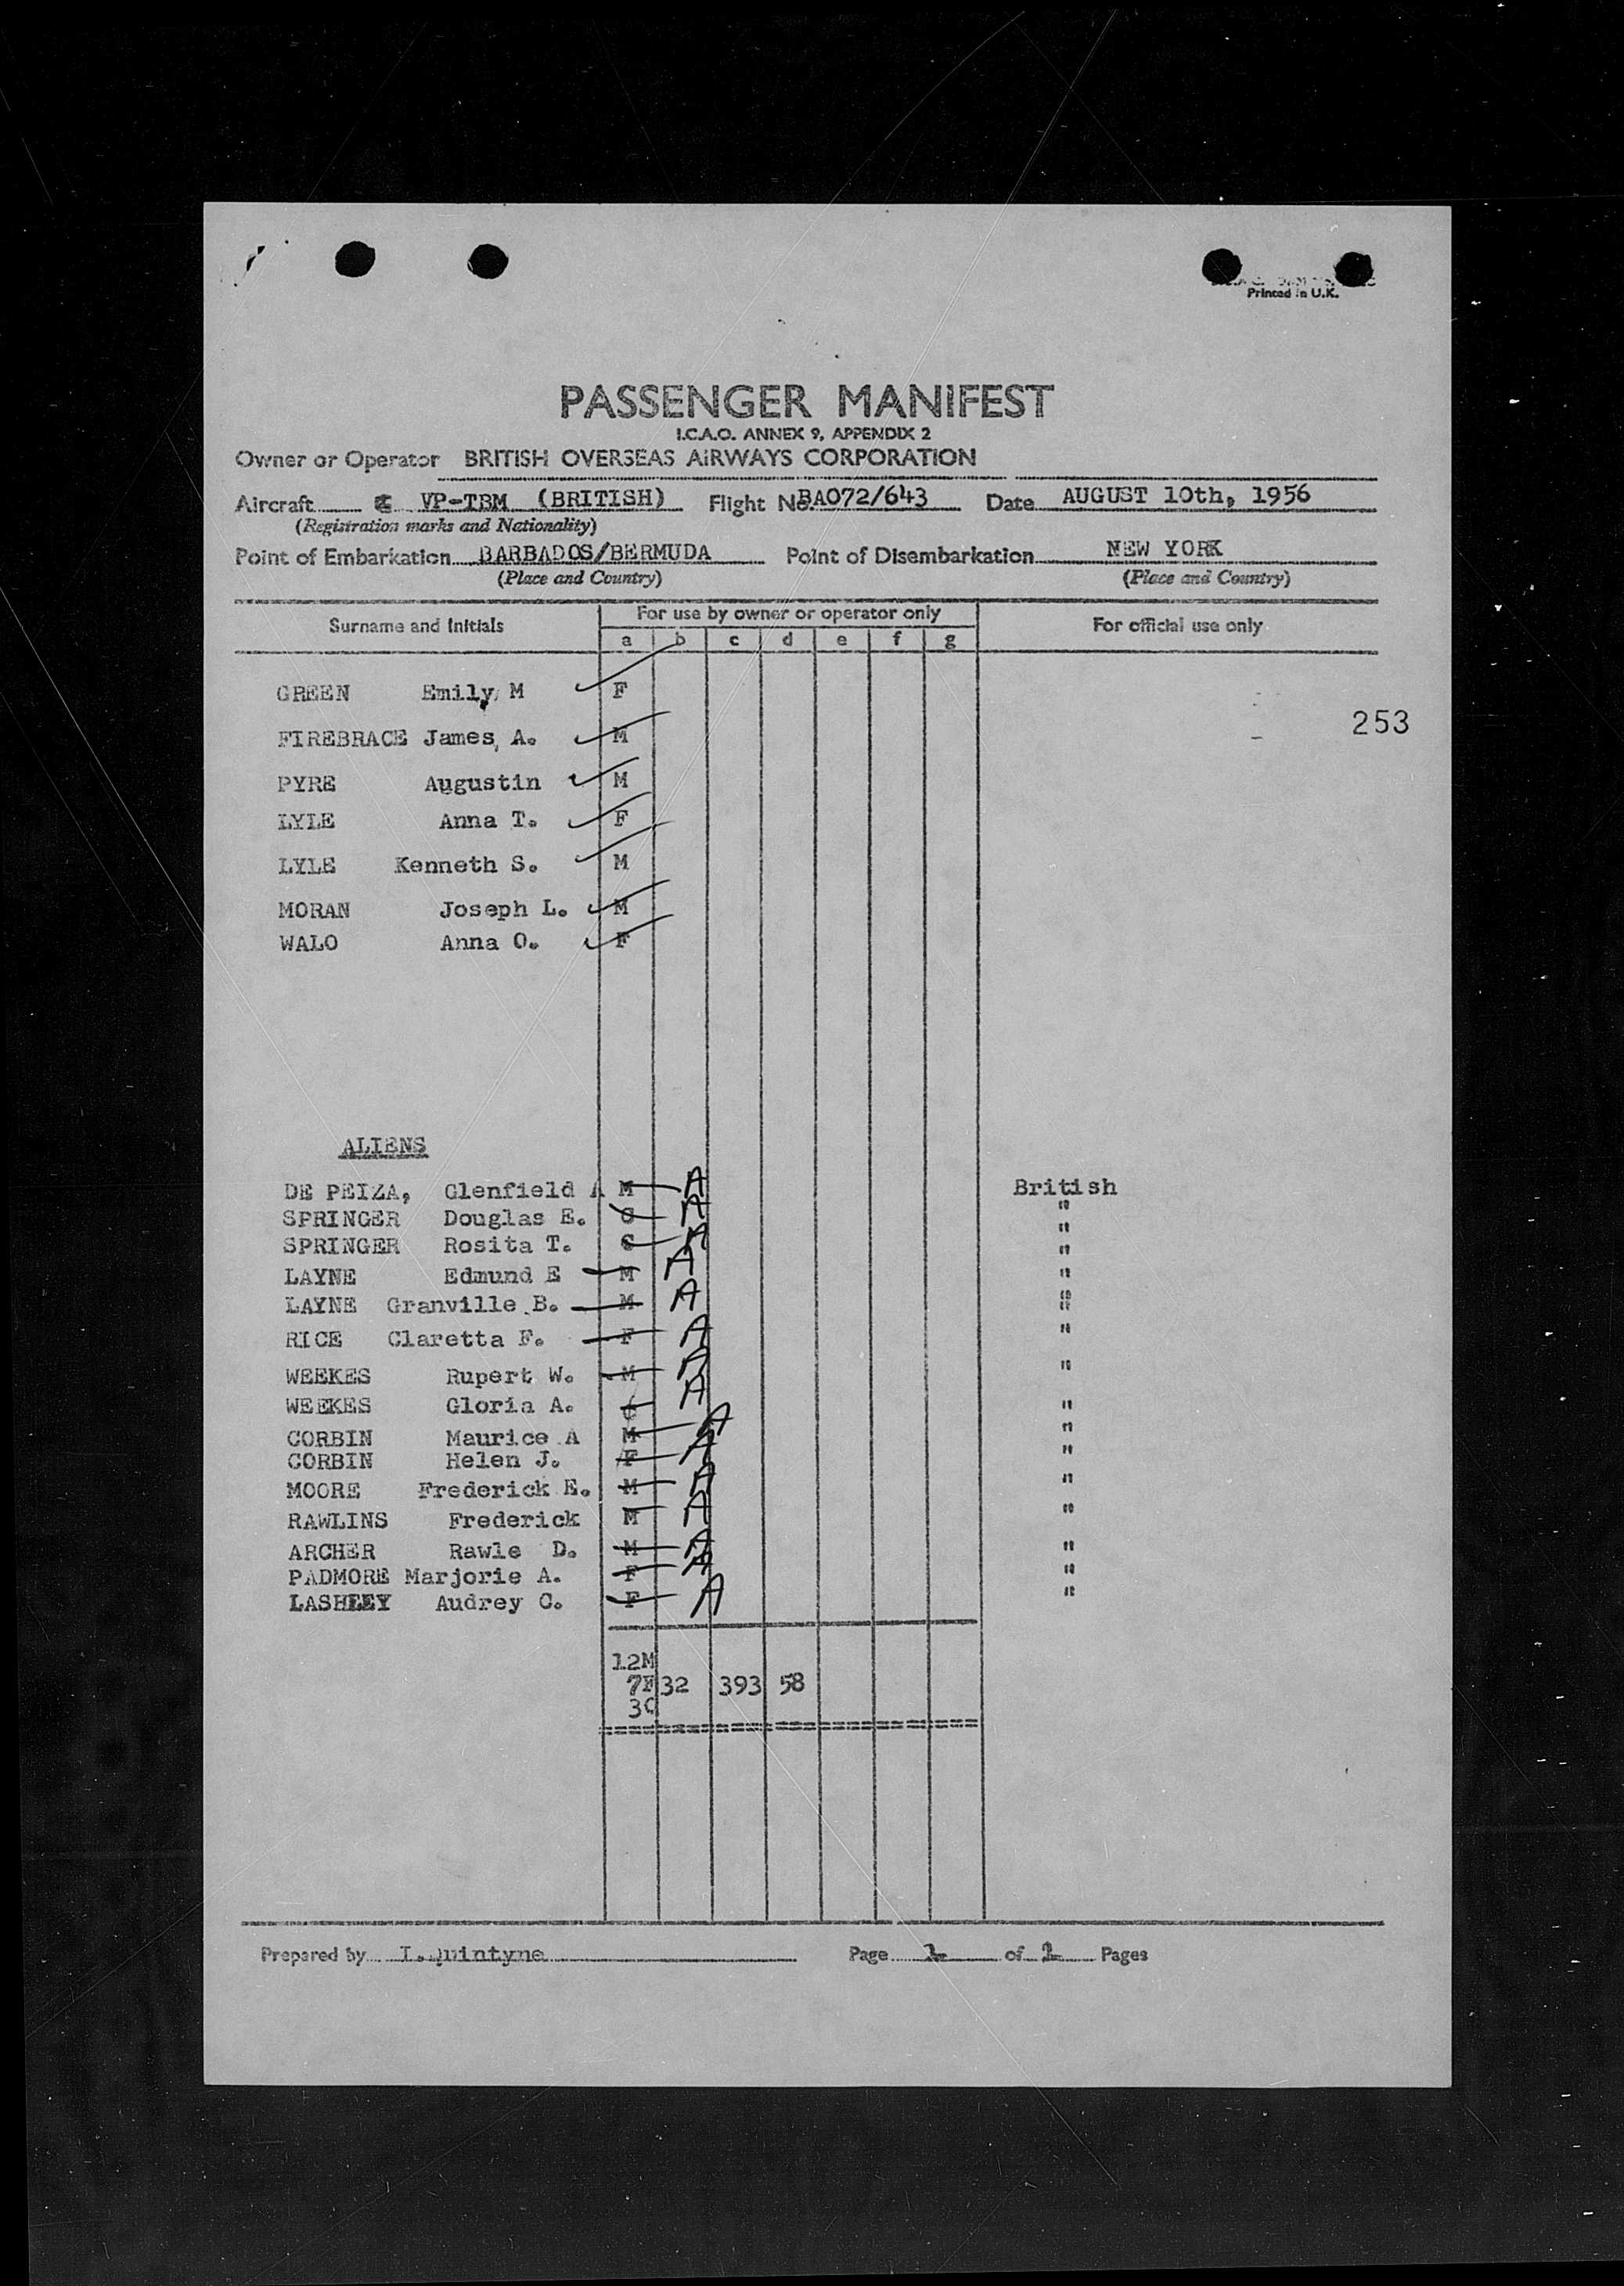 Printed in U.K.
PASSENGER MANIFEST
I.C.A.O. ANNEX 9, APPENDIX 2
Owner or Operator BRITISH OVERSEAS AIRWAYS CORPORATION
Aircraft VP-TBM (BRITISH) Flight No. BA072/643 Date AUGUST 10th, 1956
(Registration marks and Nationality)
Point of Embarkation BARBADOS/BERMUDA Point of Disembarkation NEW YORK
(Place and Country) (Place and Country)
Surname and Initials For use by owner or operator only For official use only
a b c d e f g
GREEN Emily M F
253
FIREBRACE James, A. M
PYRE Augustin M
LYLE Anna T. F
LYLE Kenneth S. M
MORAN Joseph L. M
WALO Anna O. F
ALIENS
DE PEIZA, Glenfield A M A British
SPRINGER Douglas E. C A "
SPRINGER Rosita T. C A "
LAYNE Edmund E M A "
LAYNE Granville B. M A "
RICE Claretta F. F A "
WEEKES Rupert W. M A "
WEEKES Gloria A. A "
CORBIN Maurice A M A "
CORBIN Helen J. F A "
MOORE Frederick E. M A "
RAWLINS Frederick M A "
ARCHER Rawle D. M A "
PADMORE Marjorie A. F A "
LASHLEY Audrey C. F A "
12M
7F 32 393 58
3C
Prepared by I. Quintyne Page 1 of 1 Pages